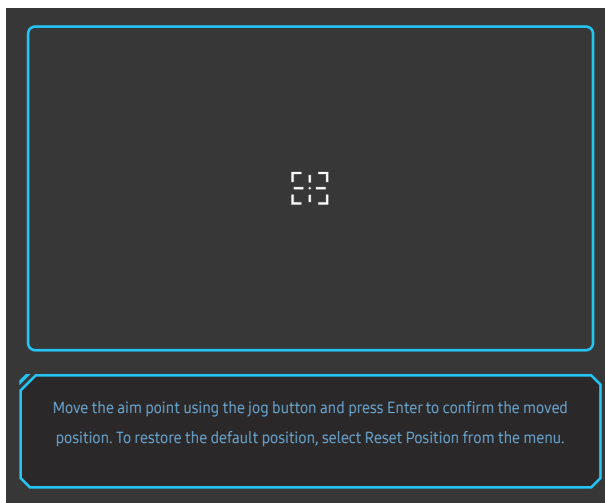 Move the aim point using the jog button and press Enter to confirm the moved
position. To restore the default position, select Reset Position from the menu.